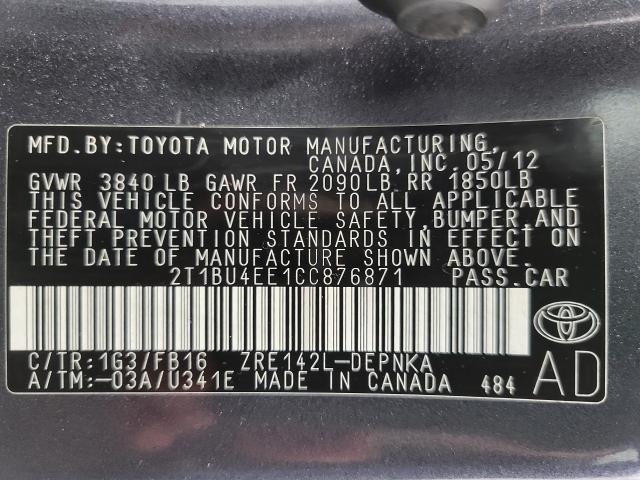 MFD.BY:TOYOTA MOTOR MANUFACTURING,
CANADA,INC.05/12
GVWR 3840 LB GAWR FR 2090LB RR 1850LB
THIS VEHICLE CONFORMS TO ALL APPLICABLE
FEDERAL MOTOR VEHICLE SAFETY,BUMPER,AND
THEFT PREVENTION STANDARDS IN EFFECT ON
THE DATE OF MANUFACTURE SHOWN ABOVE.
2T1BU4EE1CC876871 PASS.CAR
C/TR:1G3/FB16 ZRE142L-DEPNKA
A/TM:-03A/U341E MADE IN CANADA 484
AD